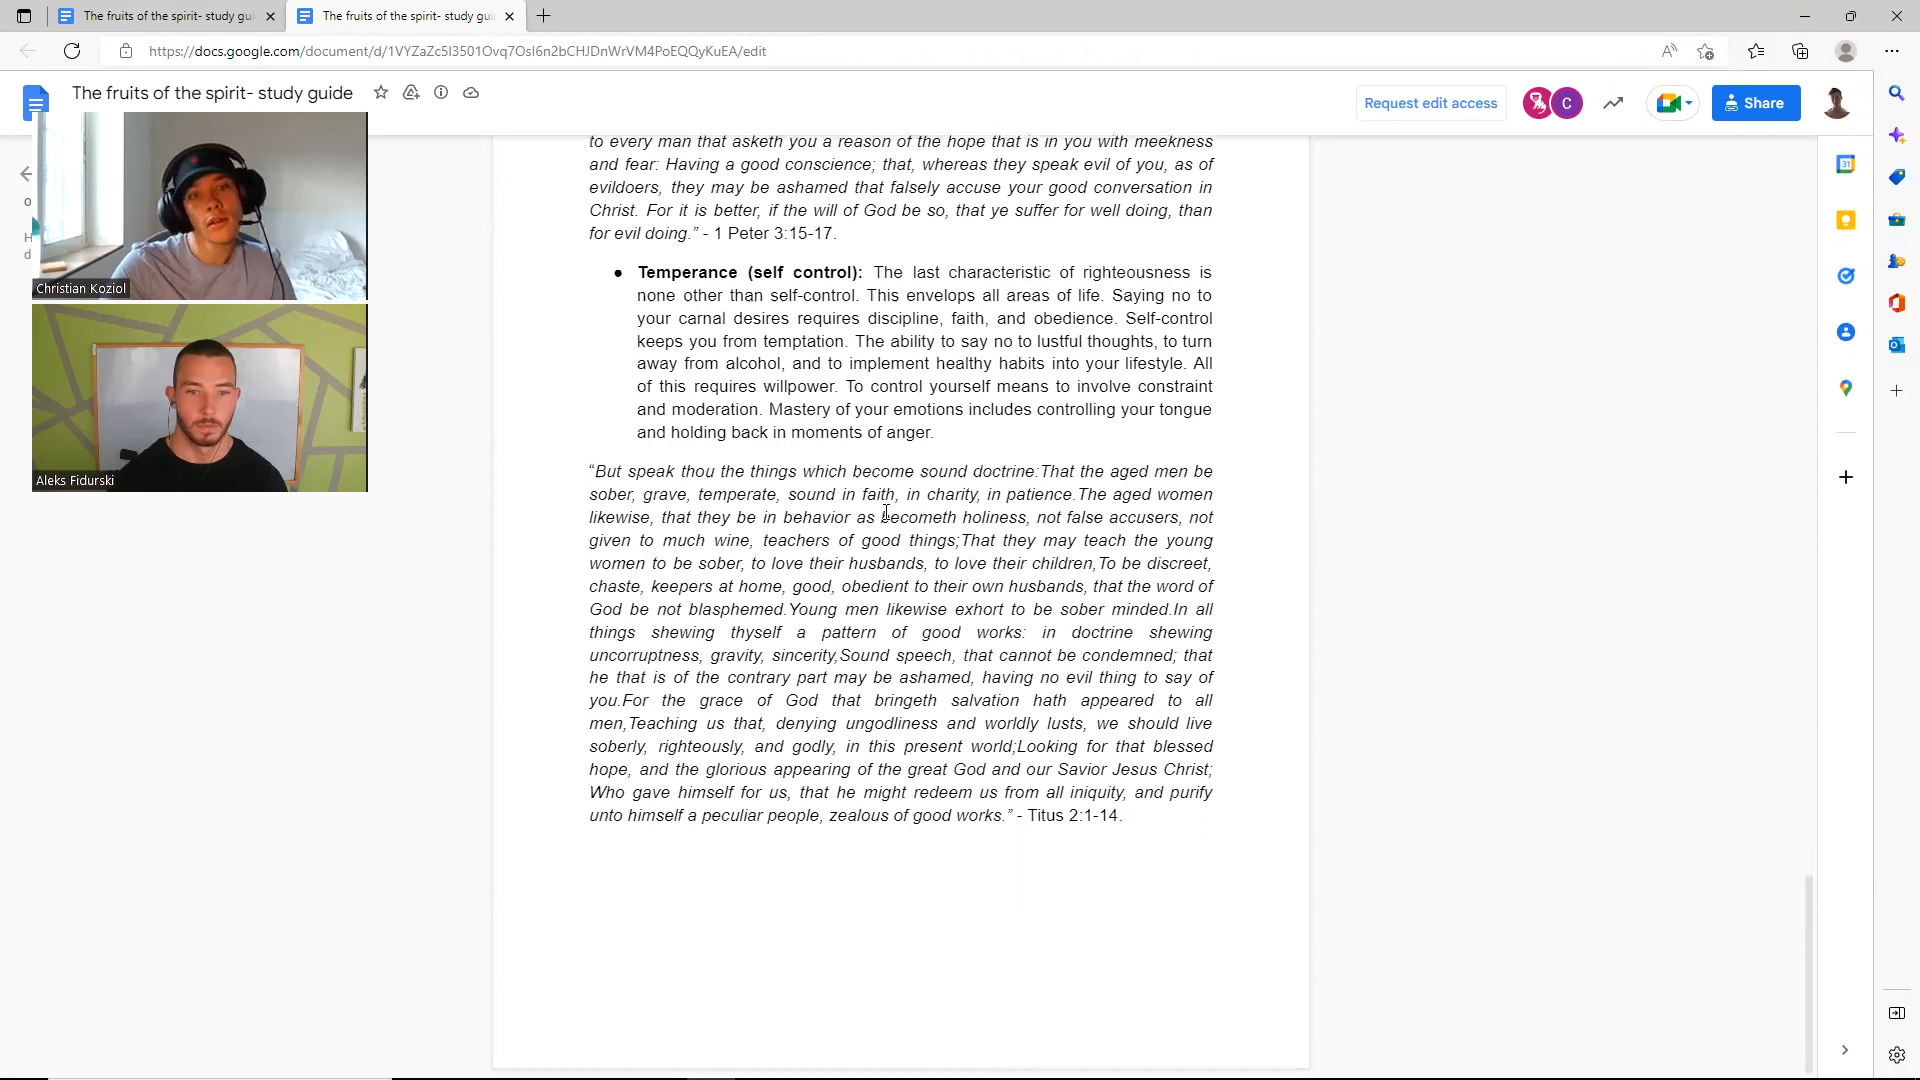 The fruits of the spirit- study gu
The fruits of the spirit- study gui
https://docs.google.com/document/d/1VYZaZc5I3501Ovq7OsI6n2bCHJDnWrVM4PoEQQyKuEA/edit
The fruits of the spirit- study guide
Request edit access
C
Share
Christian Koziol
Aleks Fidurski
31
to every man that asketh you a reason of the hope that is in you with meekness
and fear: Having a good conscience; that, whereas they speak evil of you, as of
evildoers, they may be ashamed that falsely accuse your good conversation in
Christ. For it is better, if the will of God be so, that ye suffer for well doing, than
for evil doing.” - 1 Peter 3:15-17.
● Temperance (self control): The last characteristic of righteousness is
none other than self-control. This envelops all areas of life. Saying no to
your carnal desires requires discipline, faith, and obedience. Self-control
keeps you from temptation. The ability to say no to lustful thoughts, to turn
away from alcohol, and to implement healthy habits into your lifestyle. All
of this requires willpower. To control yourself means to involve constraint
and moderation. Mastery of your emotions includes controlling your tongue
and holding back in moments of anger.
“But speak thou the things which become sound doctrine:That the aged men be
sober, grave, temperate, sound in faith, in charity, in patience.The aged women
likewise, that they be in behavior as becometh holiness, not false accusers, not
given to much wine, teachers of good things;That they may teach the young
women to be sober, to love their husbands, to love their children,To be discreet,
chaste, keepers at home, good, obedient to their own husbands, that the word of
God be not blasphemed.Young men likewise exhort to be sober minded.In all
things shewing thyself a pattern of good works: in doctrine shewing
uncorruptness, gravity, sincerity,Sound speech, that cannot be condemned; that
he that is of the contrary part may be ashamed, having no evil thing to say of
you.For the grace of God that bringeth salvation hath appeared to all
men,Teaching us that, denying ungodliness and worldly lusts, we should live
soberly, righteously, and godly, in this present world;Looking for that blessed
hope, and the glorious appearing of the great God and our Savior Jesus Christ;
Who gave himself for us, that he might redeem us from all iniquity, and purify
unto himself a peculiar people, zealous of good works.” - Titus 2:1-14.